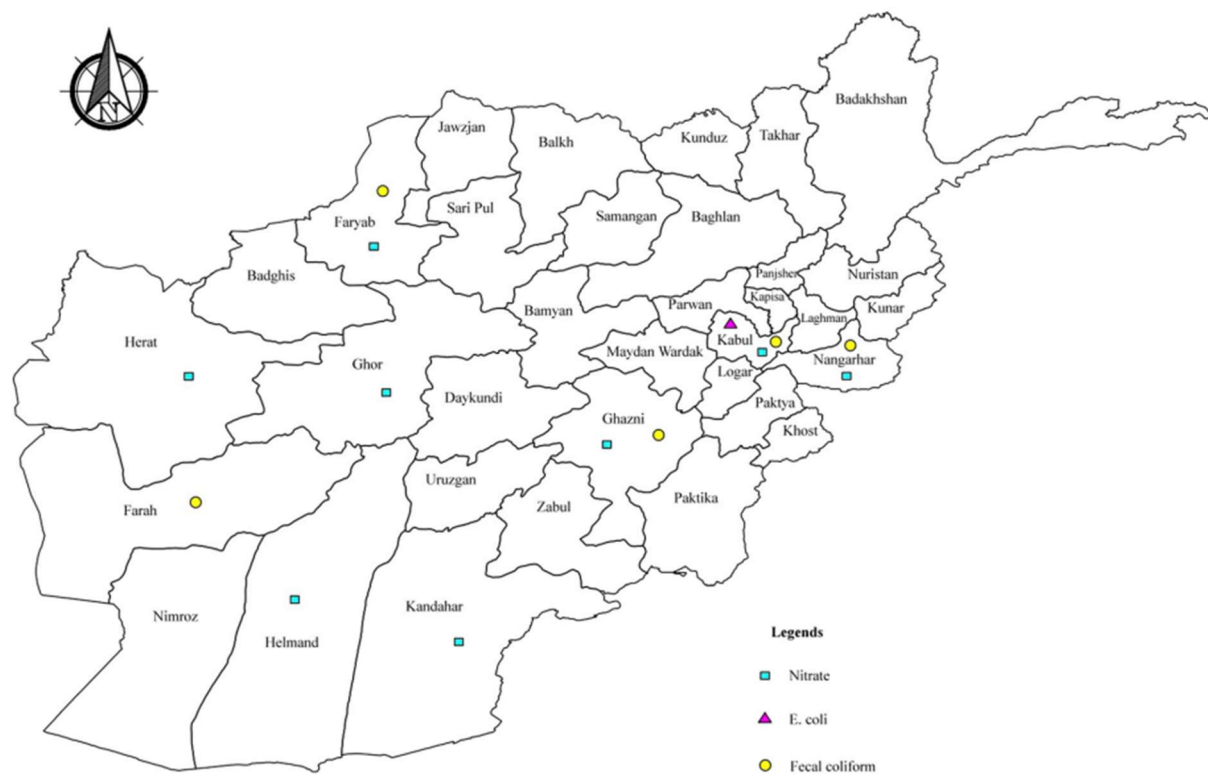 N
Badakhshan
Jawzjan
Balkh
Kunduz
Takhar
Sari Pul
Samangan
Baghlan
Faryab
Badghis
Panjsher
Nuristan
Kapisa
Parwan
Laghman
Kunar
Bamyan
Herat
Kabul
Maydan Wardak
Nangarhar
Ghor
Logar
Daykundi
Paktya
Ghazni
Khost
Uruzgan
Paktika
Zabul
Farah
Kandahar
Nimroz
Helmand
Legends
Nitrate
E. coli
Fecal coliform